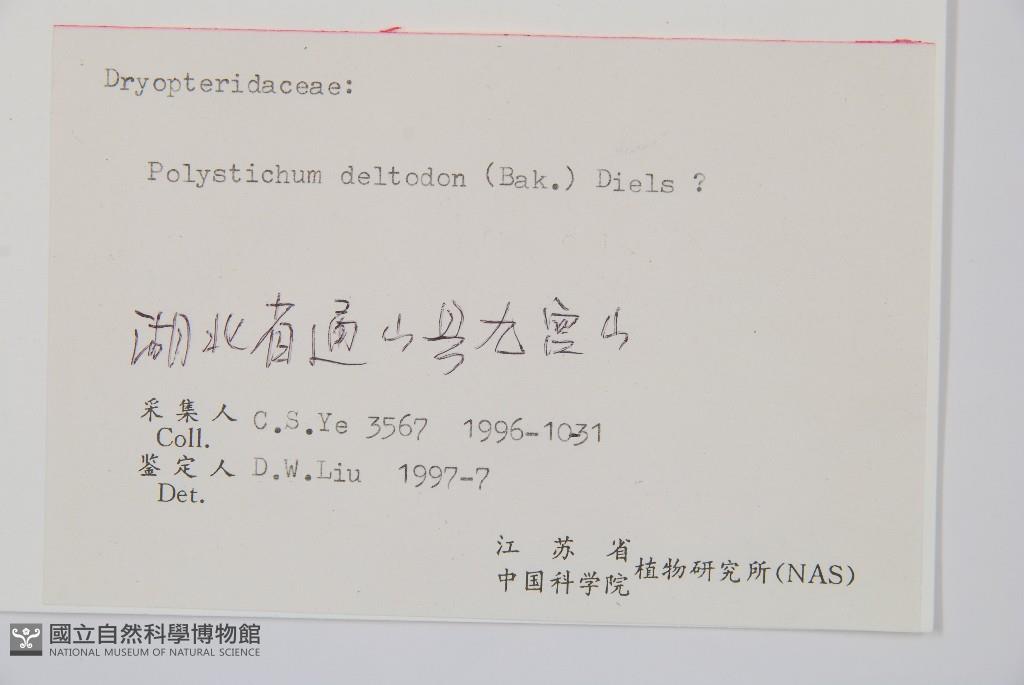 Dryopteridaceae:
Polystichum deltodon (Bak.) Diels ?
湖北省通山县九宫山
采集人 C.S.Ye 3567 1996-10-31
Coll.
鉴定人 D.W.Liu 1997-7
Det.
江苏省
中国科学院植物研究所(NAS)
國立自然科學博物館
NATIONAL MUSEUM OF NATURAL SCIENCE